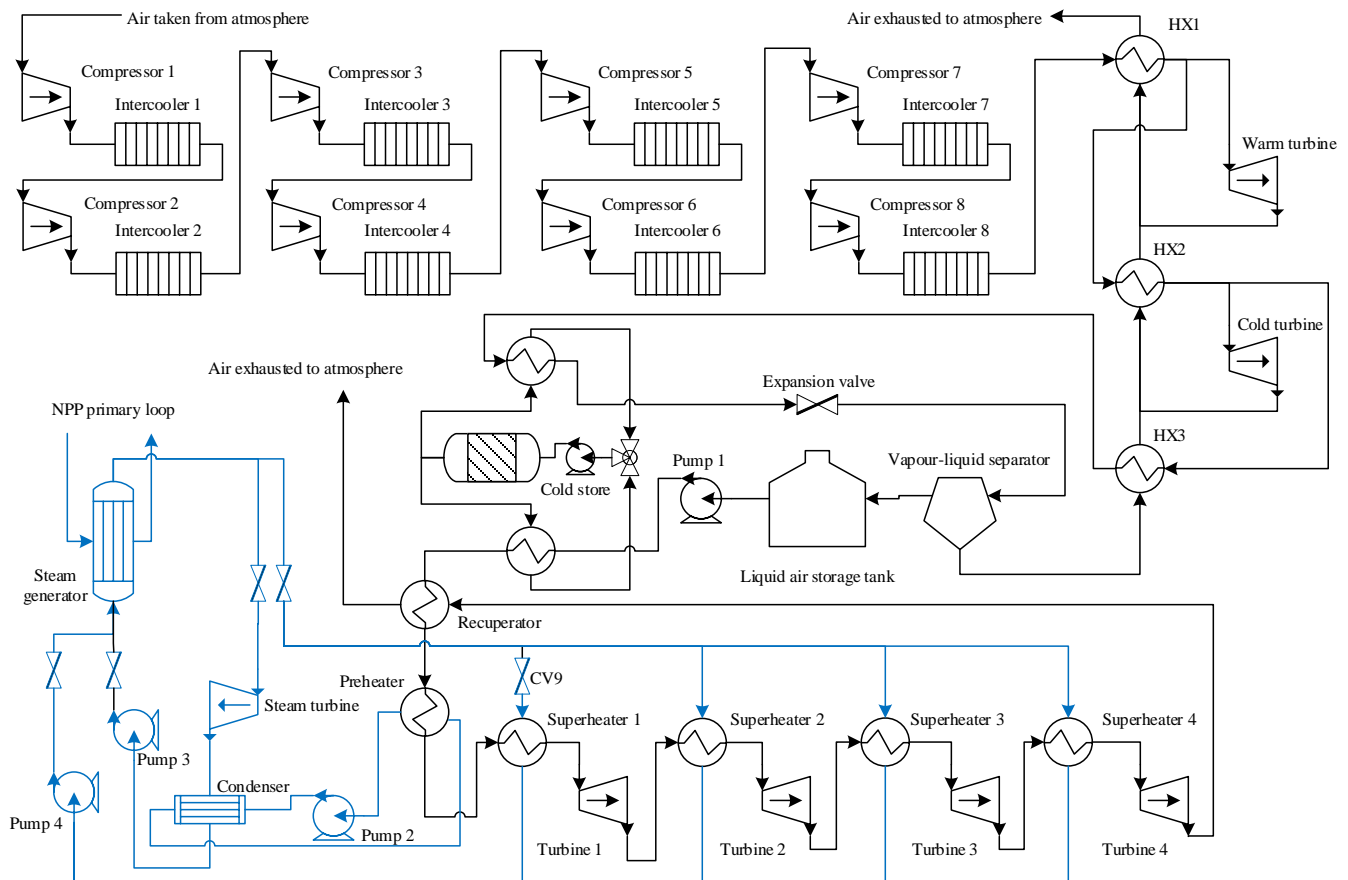 Air taken from atmosphere
Air exhausted to atmosphere
HX1
Compressor 1
Compressor 3
Compressor 5
Compressor 7
Intercooler 1
Intercooler 3
Intercooler 5
Intercooler 7
Warm turbine
Compressor 2
Compressor 4
Compressor 6
Compressor 8
Intercooler 2
Intercooler 4
Intercooler 6
Intercooler 8
HX2
Cold turbine
Air exhausted to atmosphere
Expansion valve
NPP primary loop
HX3
Pump 1
Vapour-liquid separator
Cold store
Steam
generator
Liquid air storage tank
Recuperator
Preheater
CV9
Steam turbine
Superheater 1
Superheater 2
Superheater 3
Superheater 4
Pump 3
Condenser
Pump 4
Pump 2
Turbine 1
Turbine 2
Turbine 3
Turbine 4